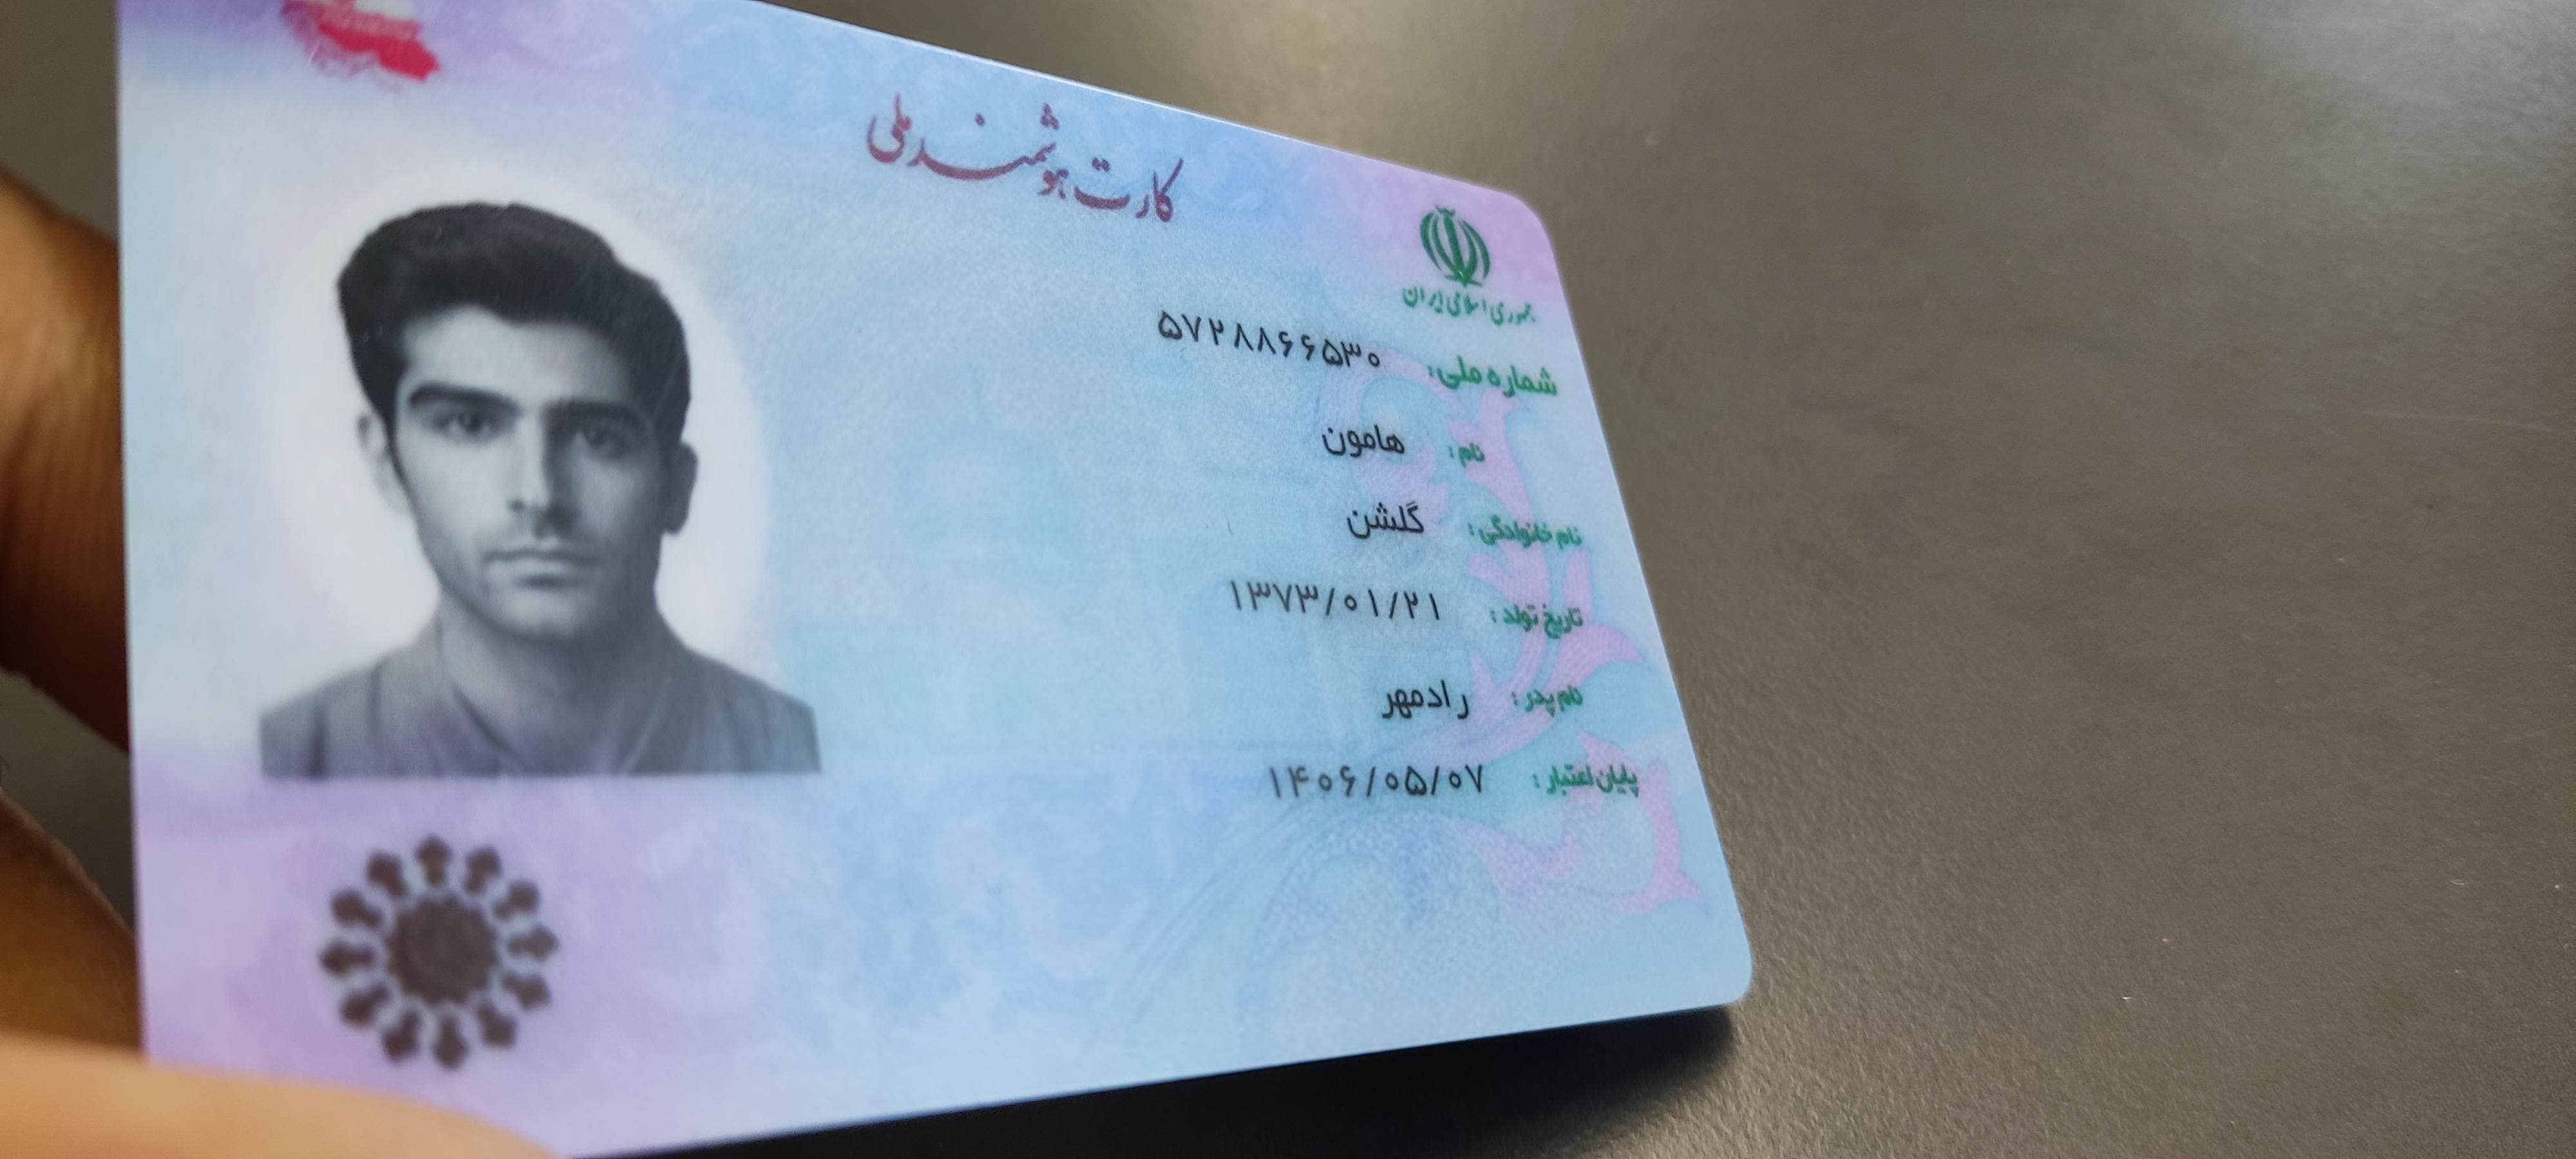 کارت هوشمند ملی
جمهوری اسلامی ایران
شماره ملی: ۵۷۲۸۸۶۶۵۳۰
نام: هامون
نام خانوادگی: گلشن
تاریخ تولد: ۱۳۷۳/۰۱/۲۱
نام پدر: رادمهر
پایان اعتبار: ۱۴۰۶/۰۵/۰۷